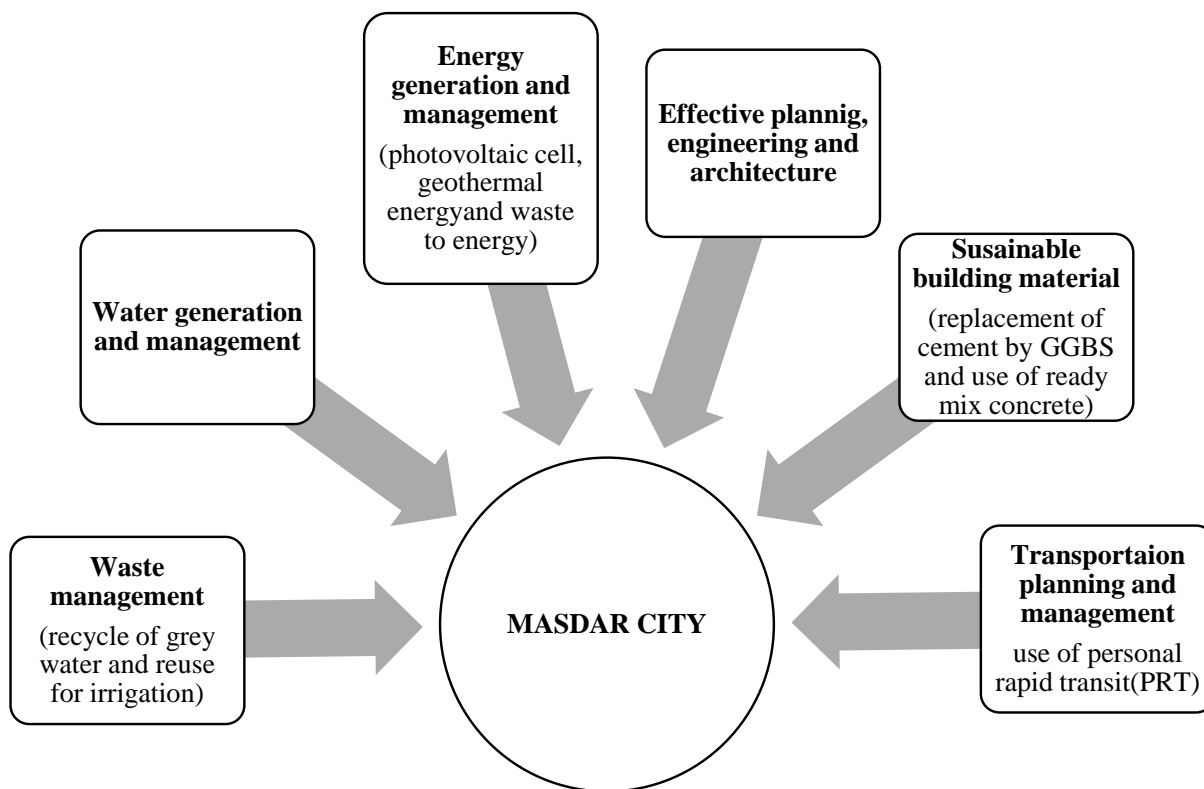 Energy
generation and
management
(photovoltaic cell,
geothermal
energyand waste
to energy)
Effective plannig,
engineering and
architecture
Water generation
and management
Susainable
building material
(replacement of
cement by GGBS
and use of ready
mix concrete)
Waste
management
(recycle of grey
water and reuse
for irrigation)
MASDAR CITY
Transportaion
planning and
management
use of personal
rapid transit(PRT)